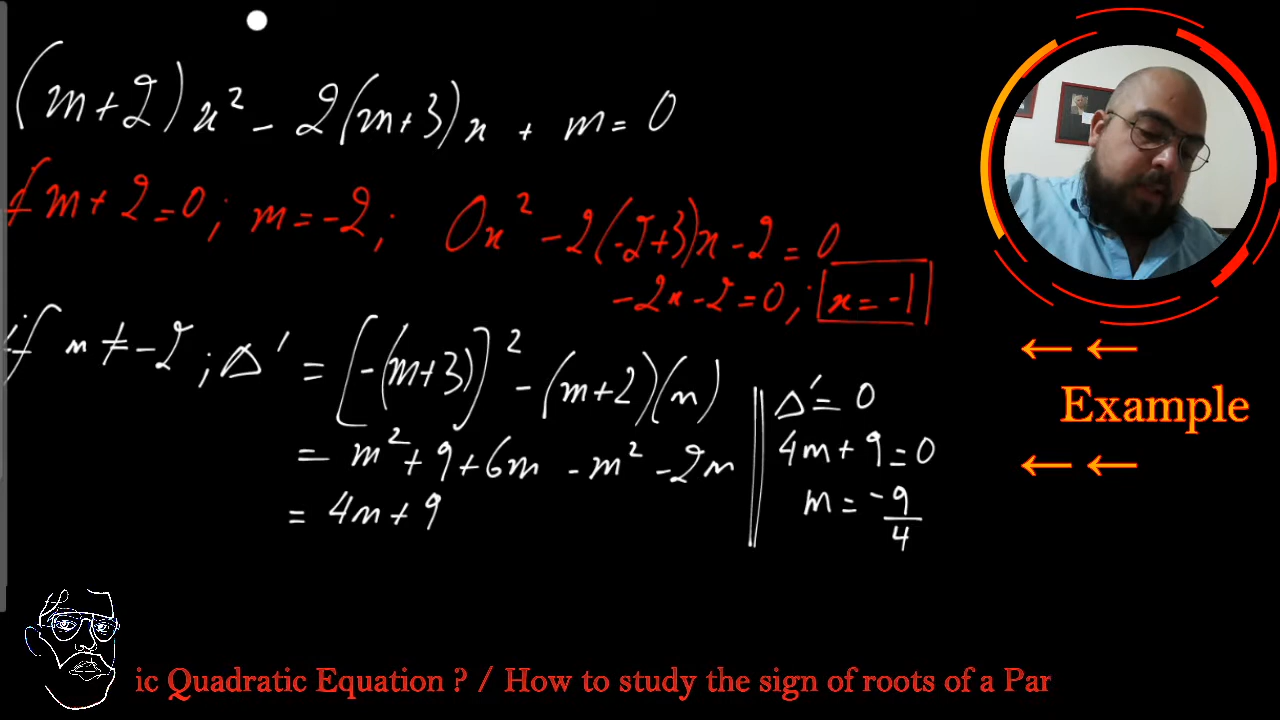 (m+2)x² - 2(m+3)x + m = 0
if m+2=0; m=-2; 0x² -2(-2+3)x -2 = 0
-2x-2=0; x=-1
if m≠-2; Δ' = [-(m+3)]² - (m+2)(m)
= m²+9+6m -m² -2m
= 4m+9
Δ'= 0
4m+9=0
m = -9/4
← ←
Example
← ←
ic Quadratic Equation ? / How to study the sign of roots of a Par